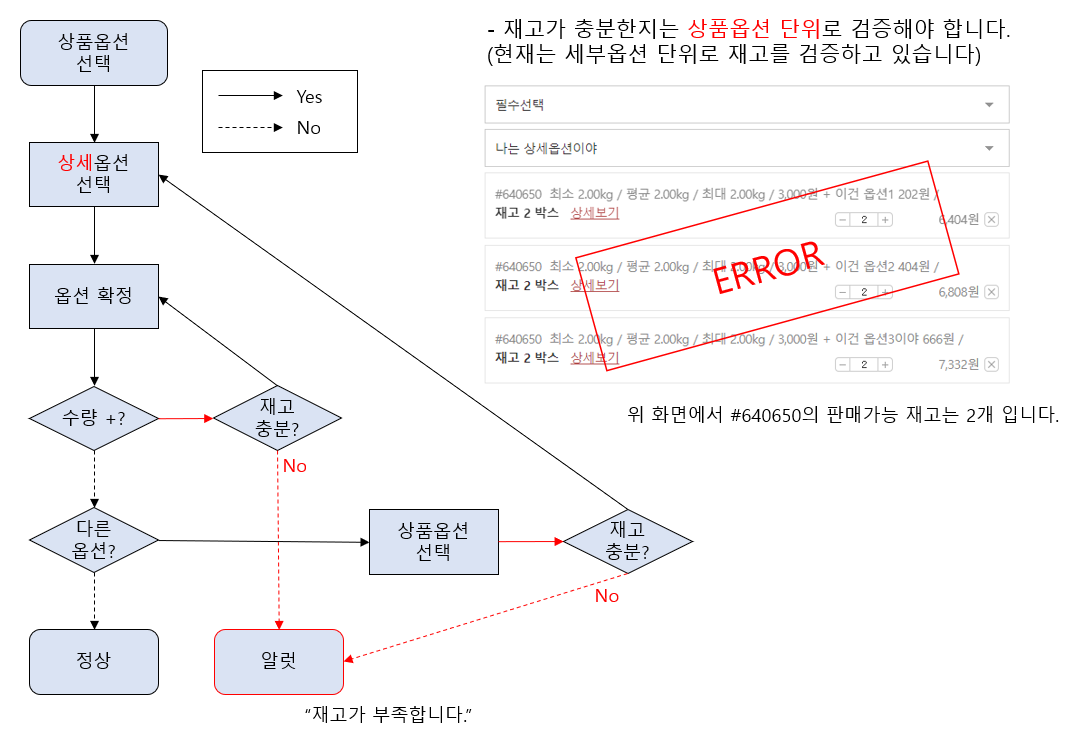 - 재고가 충분한지는 상품옵션 단위로 검증해야 합니다.
(현재는 세부옵션 단위로 재고를 검증하고 있습니다)
상품옵션
선택
Yes
No
상세옵션
선택
옵션 확정
수량 +?
재고
충분?
No
다른
옵션?
상품옵션
선택
재고
충분?
No
정상
알럿
“재고가 부족합니다.”
필수선택
나는 상세옵션이야
#640650 최소 2.00kg / 평균 2.00kg / 최대 2.00kg / 3,000원 + 이건 옵션1 202원 /
재고 2 박스 상세보기
2
6,404원
#640650 최소 2.00kg / 평균 2.00kg / 최대 2.00kg / 3,000원 + 이건 옵션2 404원 /
재고 2 박스 상세보기
2
6,808원
#640650 최소 2.00kg / 평균 2.00kg / 최대 2.00kg / 3,000원 + 이건 옵션3이야 666원 /
재고 2 박스 상세보기
2
7,332원
ERROR
위 화면에서 #640650의 판매가능 재고는 2개 입니다.